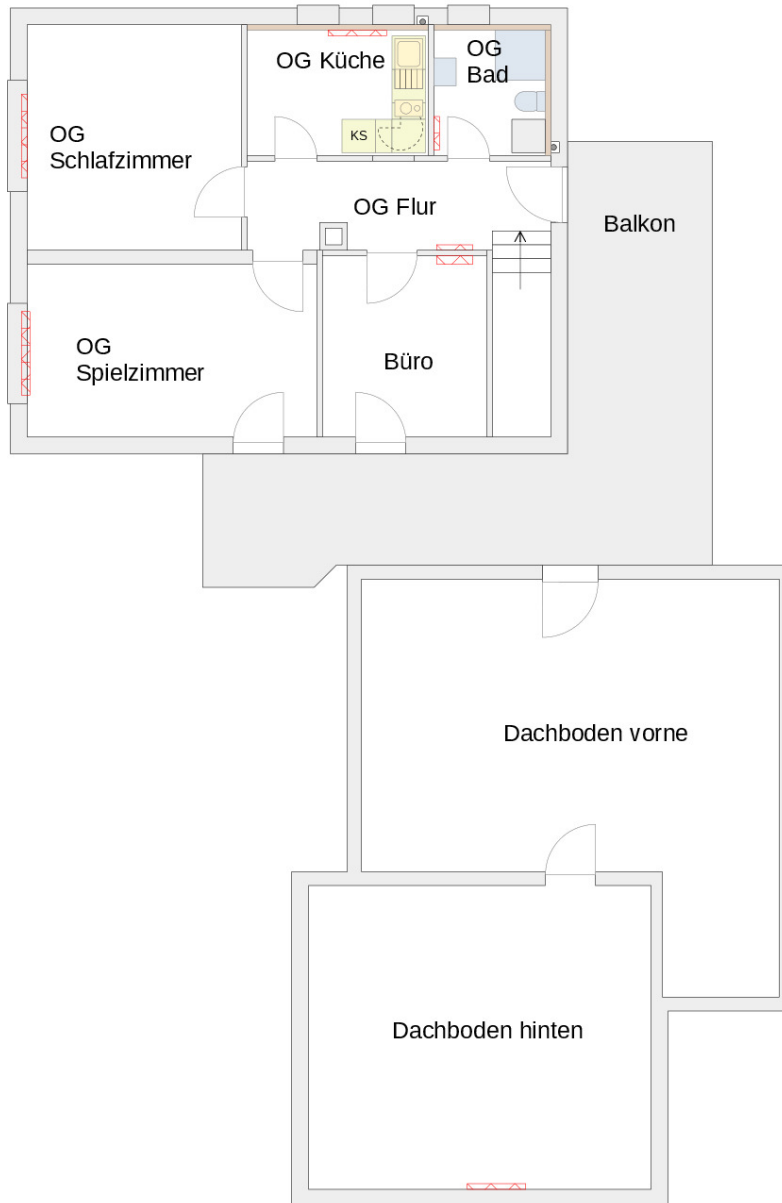 OG Küche
OG
Bad
OG
Schlafzimmer
KS
OG Flur
Balkon
OG
Spielzimmer
Büro
Dachboden vorne
Dachboden hinten